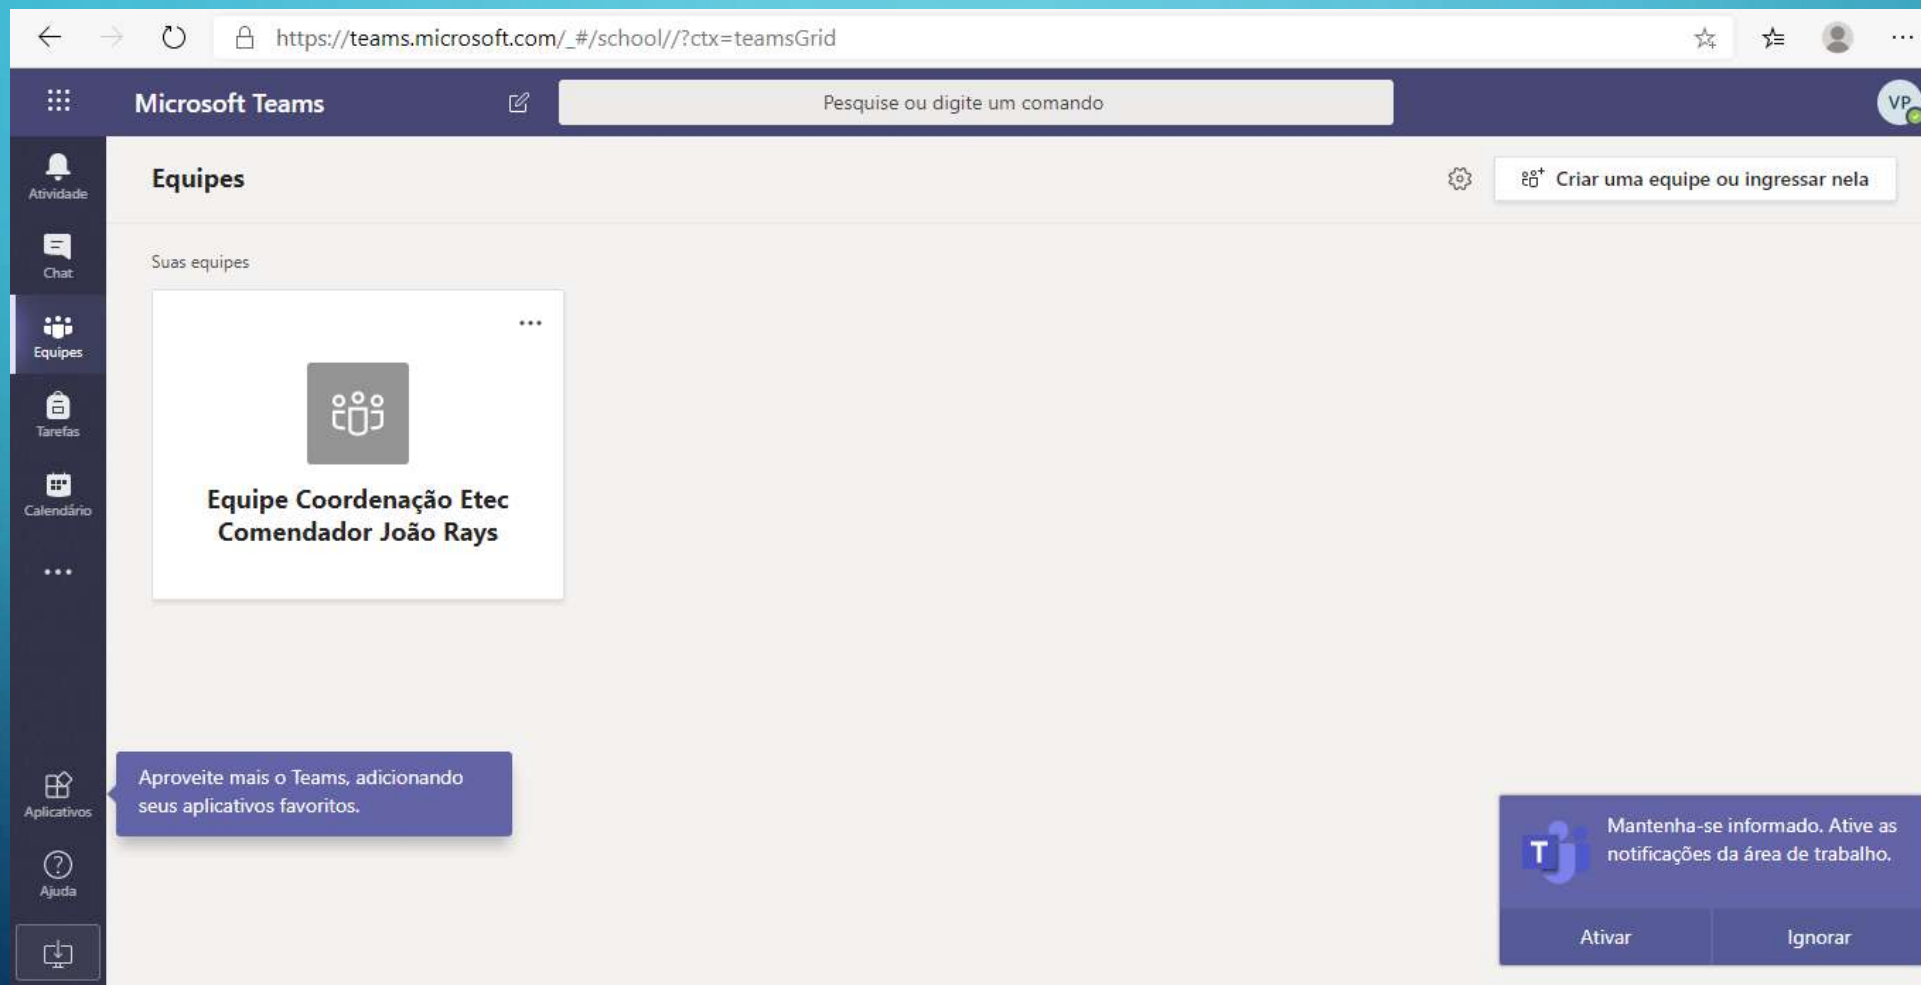 https://teams.microsoft.com/_#/school//?ctx=teamsGrid
Microsoft Teams
Pesquise ou digite um comando
VP
Atividade
Chat
Equipes
Tarefas
Calendário
Aplicativos
Ajuda
Equipes
Criar uma equipe ou ingressar nela
Suas equipes
Equipe Coordenação Etec
Comendador João Rays
Aproveite mais o Teams, adicionando
seus aplicativos favoritos.
T
Mantenha-se informado. Ative as
notificações da área de trabalho.
Ativar
Ignorar